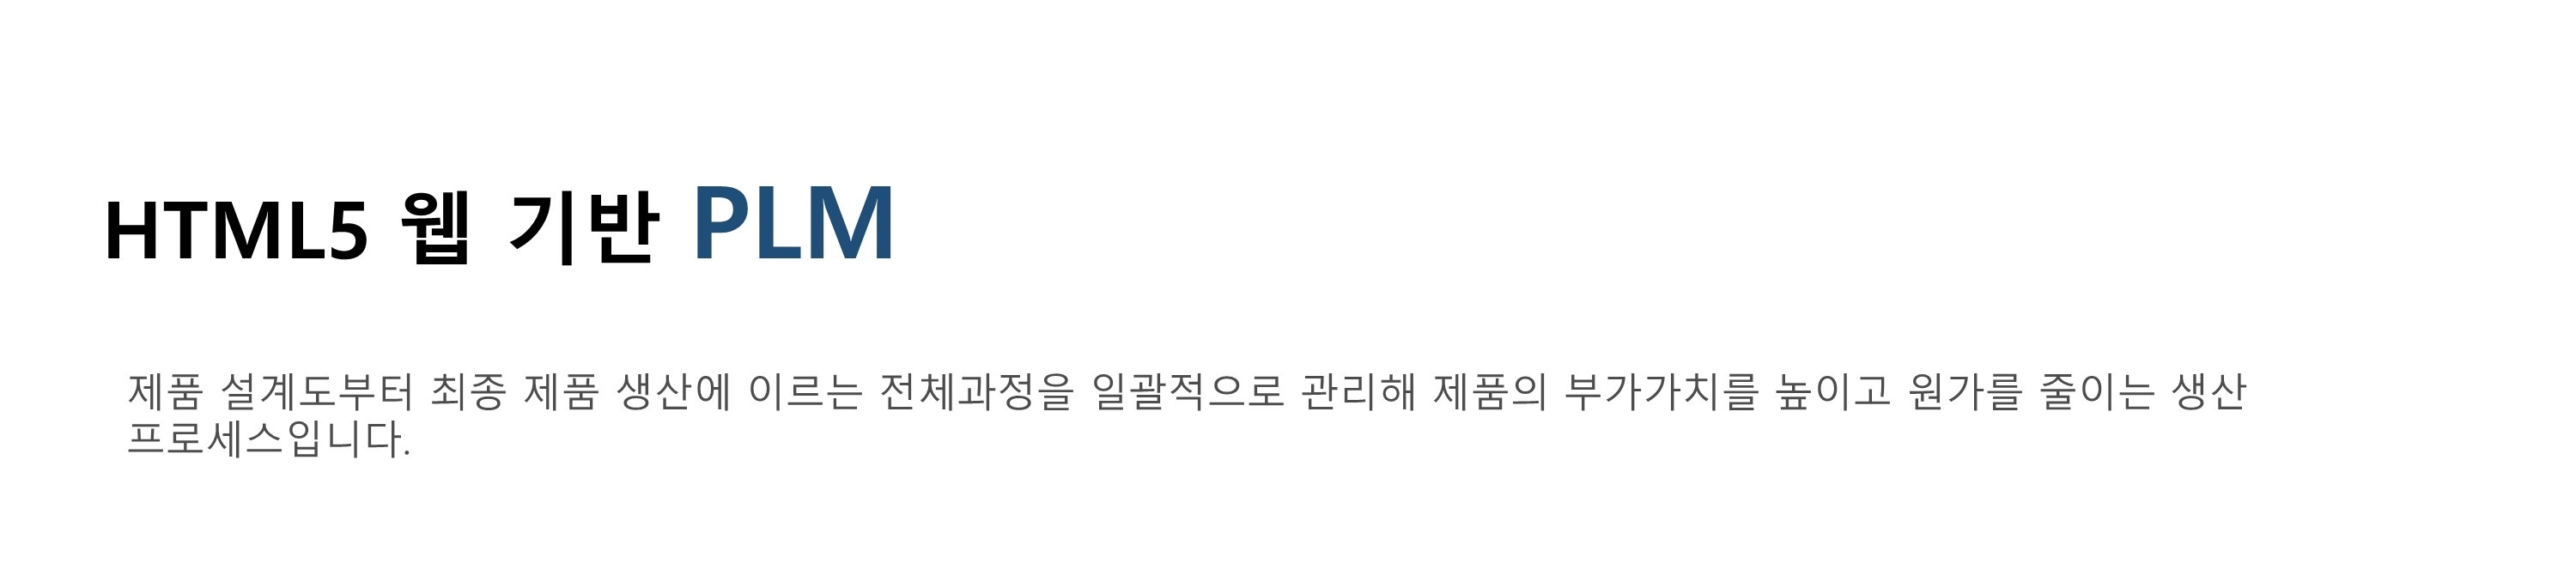 HTML5 웹 기반 PLM
제품 설계도부터 최종 제품 생산에 이르는 전체과정을 일괄적으로 관리해 제품의 부가가치를 높이고 원가를 줄이는 생산
프로세스입니다.